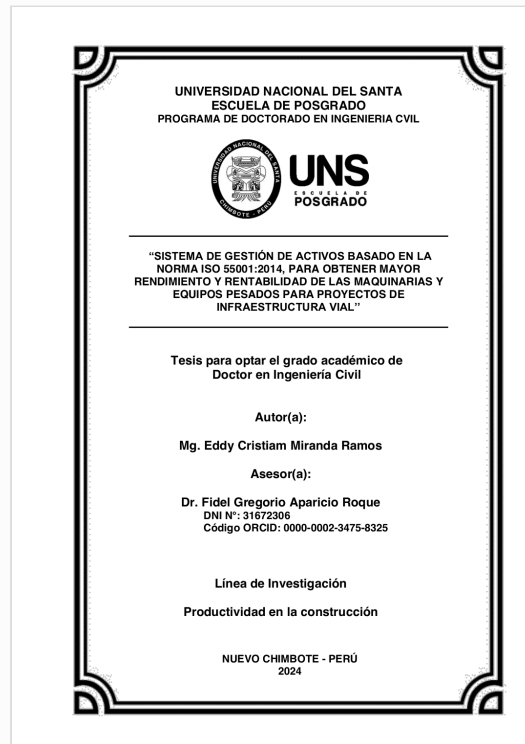 UNIVERSIDAD NACIONAL DEL SANTA
ESCUELA DE POSGRADO
PROGRAMA DE DOCTORADO EN INGENIERIA CVIL
UNIVERSIDAD NACIONAL DEL SANTA
CHIMBOTE - PERÚ
UNS
ESCUELA DE
POSGRADO
“SISTEMA DE GESTIÓN DE ACTIVOS BASADO EN LA
NORMA ISO 55001:2014, PARA OBTENER MAYOR
RENDIMIENTO Y RENTABILIDAD DE LAS MAQUINARIAS Y
EQUIPOS PESADOS PARA PROYECTOS DE
INFRAESTRUCTURA VIAL’’
Tesis para optar el grado académico de
Doctor en Ingeniería Civil
Autor(a):
Mg. Eddy Cristiam Miranda Ramos
Asesor(a):
Dr. Fidel Gregorio Aparicio Roque
DNI N°: 31672306
Código ORCID: 0000-0002-3475-8325
Línea de Investigación
Productividad en la construcción
NUEVO CHIMBOTE - PERÚ
2024